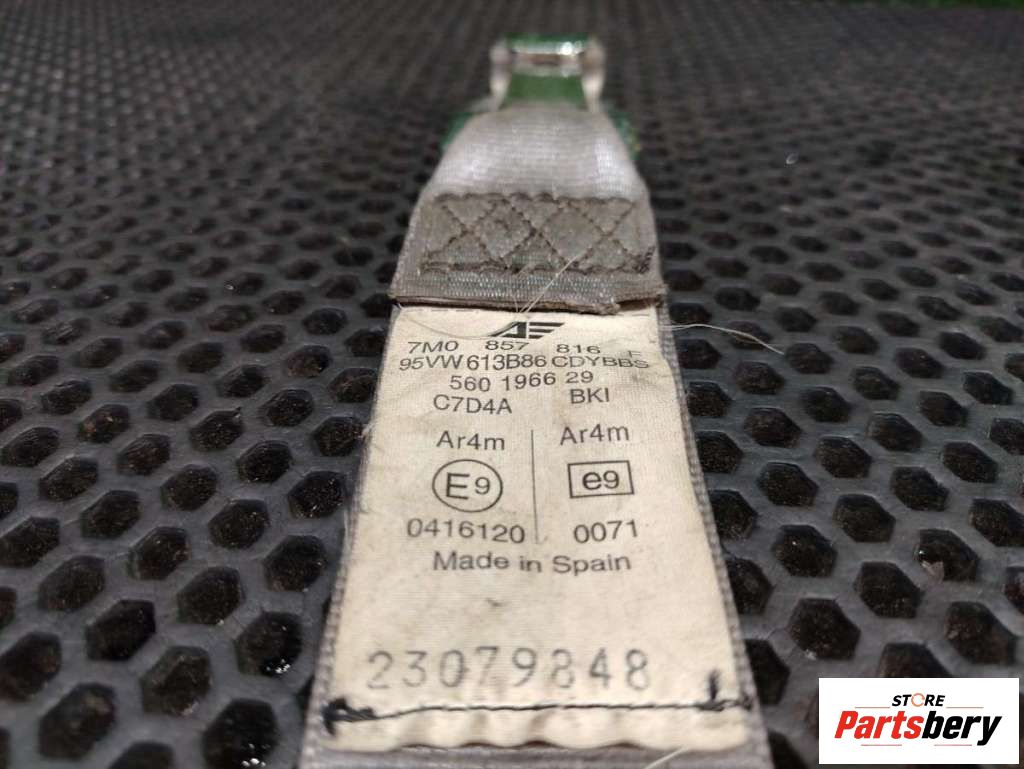 7M0 857 816 F
95VW 613B86 CDYBBS
560 1966 29
C7D4A BKI
Ar4m Ar4m
E9 e9
0416120 0071
Made in Spain
23079848
STORE
Partsbery